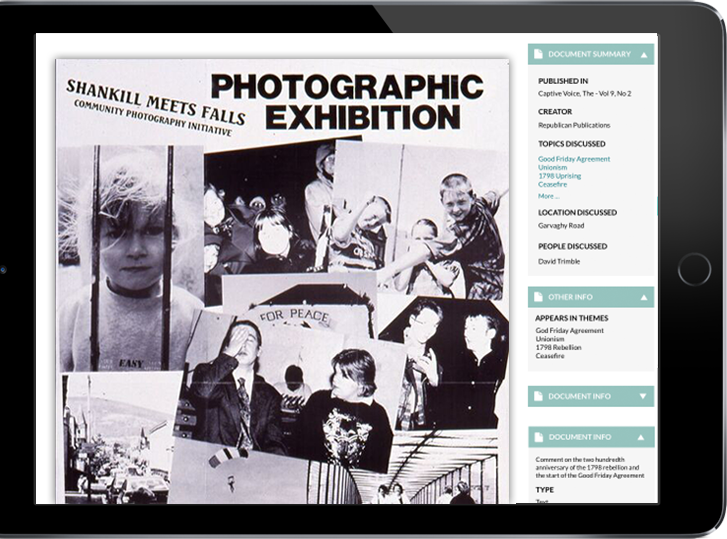 SHANKILL MEETS FALLS
COMMUNITY PHOTOGRAPHY INITIATIVE
PHOTOGRAPHIC
EXHIBITION
FOR PEACE
EASY
DOCUMENT SUMMARY
PUBLISHED IN
Captive Voice, The - Vol 9, No 2
CREATOR
Republican Publications
TOPICS DISCUSSED
Good Friday Agreement
Unionism
1798 Uprising
Ceasefire
More ...
LOCATION DISCUSSED
Garvaghy Road
PEOPLE DISCUSSED
David Trimble
OTHER INFO
APPEARS IN THEMES
God Friday Agreement
Unionism
1798 Rebellion
Ceasefire
DOCUMENT INFO
DOCUMENT INFO
Comment on the two hundredth
anniversary of the 1798 rebellion and
the start of the Good Friday Agreement
TYPE
Text